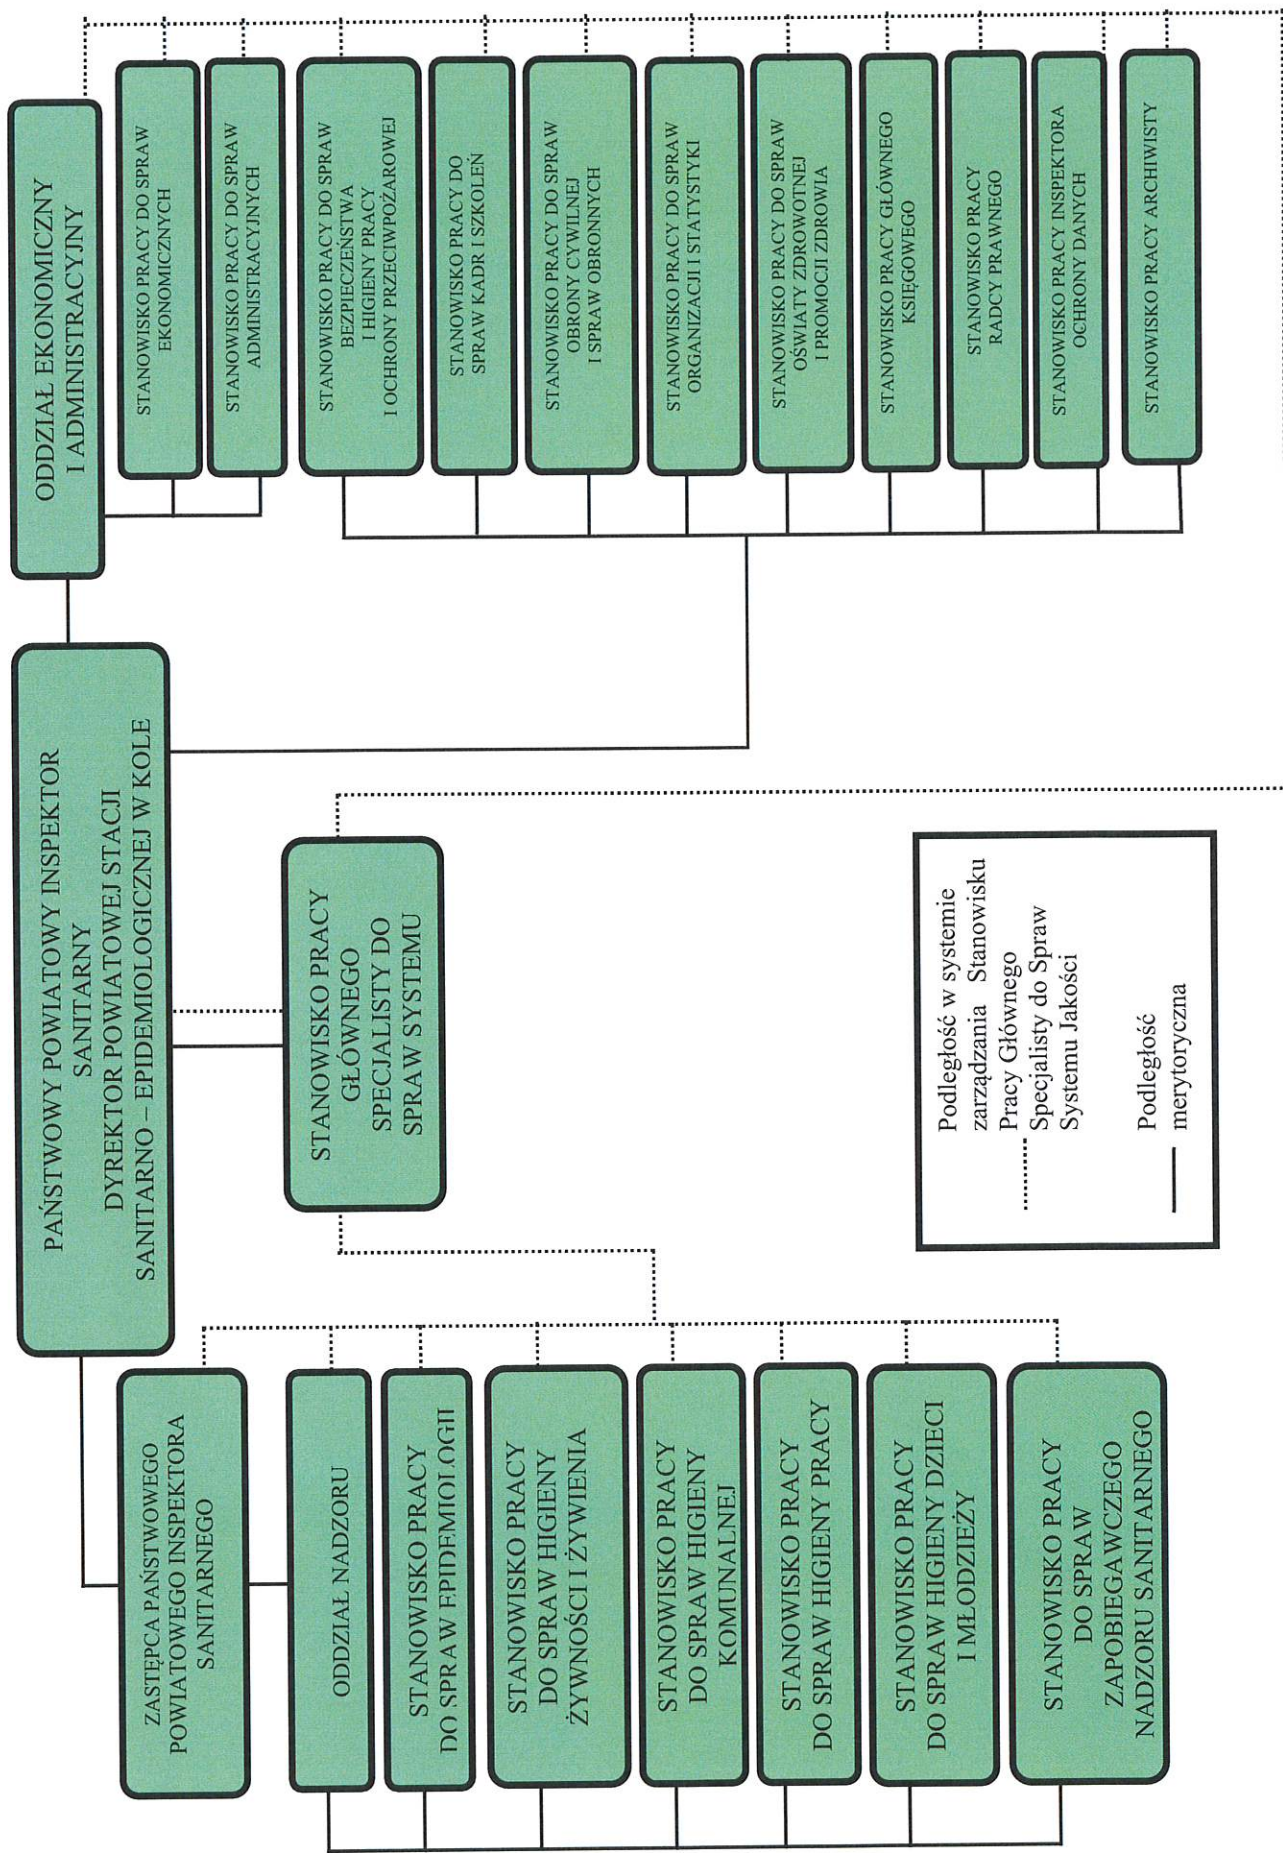 PAŃSTWOWY POWIATOWY INSPEKTOR
SANITARNY
DYREKTOR POWIATOWEJ STACJI
SANITARNO – EPIDEMIOLOGICZNEJ W KOLE
ZASTĘPCA PAŃSTWOWEGO
POWIATOWEGO INSPEKTORA
SANITARNEGO
ODDZIAŁ NADZORU
STANOWISKO PRACY
DO SPRAW EPIDEMIOLOGII
STANOWISKO PRACY
DO SPRAW HIGIENY
ŻYWNOŚCI I ŻYWIENIA
STANOWISKO PRACY
DO SPRAW HIGIENY
KOMUNALNEJ
STANOWISKO PRACY
DO SPRAW HIGIENY PRACY
STANOWISKO PRACY
DO SPRAW HIGIENY DZIECI
I MŁODZIEŻY
STANOWISKO PRACY
DO SPRAW
ZAPOBIEGAWCZEGO
NADZORU SANITARNEGO
STANOWISKO PRACY
GŁÓWNEGO
SPECJALISTY DO
SPRAW SYSTEMU
Podległość w systemie
zarządzania Stanowisku
Pracy Głównego
Specjalisty do Spraw
Systemu Jakości
Podległość
merytoryczna
ODDZIAŁ EKONOMICZNY
I ADMINISTRACYJNY
STANOWISKO PRACY DO SPRAW
EKONOMICZNYCH
STANOWISKO PRACY DO SPRAW
ADMINISTRACYJNYCH
STANOWISKO PRACY DO SPRAW
BEZPIECZEŃSTWA
I HIGIENY PRACY
I OCHRONY PRZECIWPOŻAROWEJ
STANOWISKO PRACY DO
SPRAW KADR I SZKOLEŃ
STANOWISKO PRACY DO SPRAW
OBRONY CYWILNEJ
I SPRAW OBRONNYCH
STANOWISKO PRACY DO SPRAW
ORGANIZACJI I STATYSTYKI
STANOWISKO PRACY DO SPRAW
OŚWIATY ZDROWOTNEJ
I PROMOCJI ZDROWIA
STANOWISKO PRACY GŁÓWNEGO
KSIĘGOWEGO
STANOWISKO PRACY
RADCY PRAWNEGO
STANOWISKO PRACY INSPEKTORA
OCHRONY DANYCH
STANOWISKO PRACY ARCHIWISTY